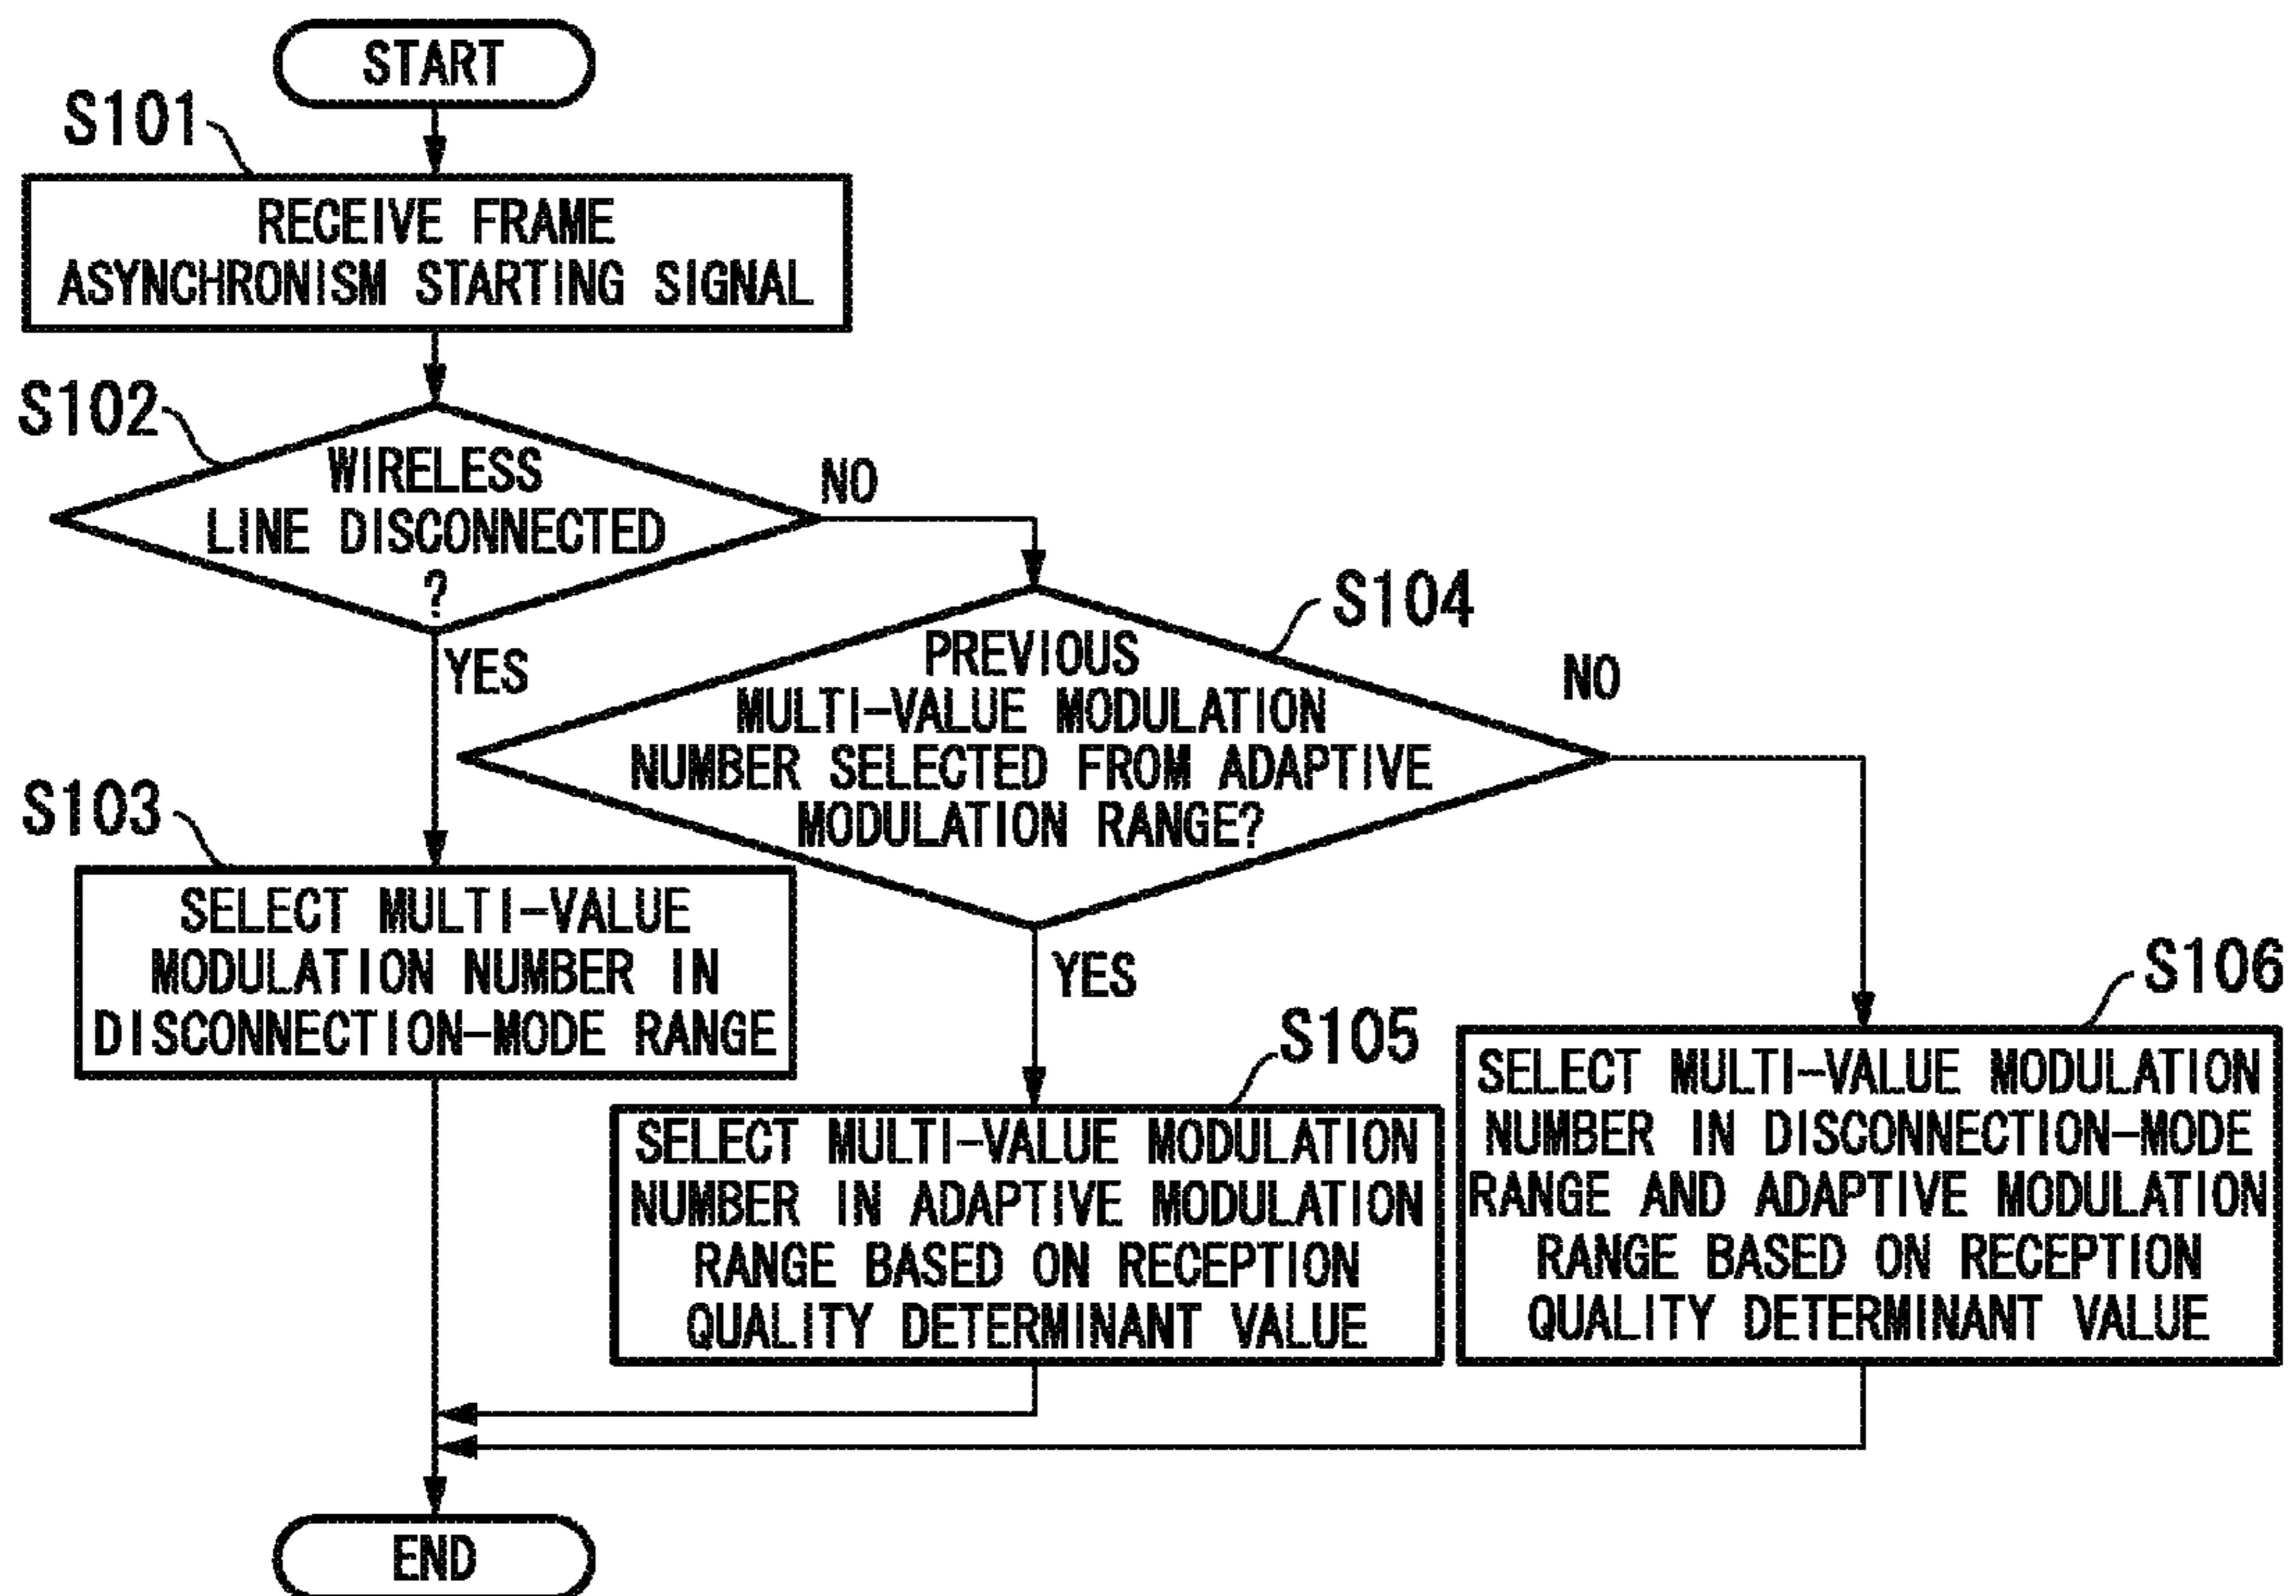 START
S101
RECEIVE FRAME
ASYNCHRONISM STARTING SIGNAL
S102
WIRELESS
LINE DISCONNECTED
?
NO
YES
S104
PREVIOUS
MULTI-VALUE MODULATION
NUMBER SELECTED FROM ADAPTIVE
MODULATION RANGE?
NO
YES
S103
SELECT MULTI-VALUE
MODULATION NUMBER IN
DISCONNECTION-MODE RANGE
S105
SELECT MULTI-VALUE MODULATION
NUMBER IN ADAPTIVE MODULATION
RANGE BASED ON RECEPTION
QUALITY DETERMINANT VALUE
S106
SELECT MULTI-VALUE MODULATION
NUMBER IN DISCONNECTION-MODE
RANGE AND ADAPTIVE MODULATION
RANGE BASED ON RECEPTION
QUALITY DETERMINANT VALUE
END